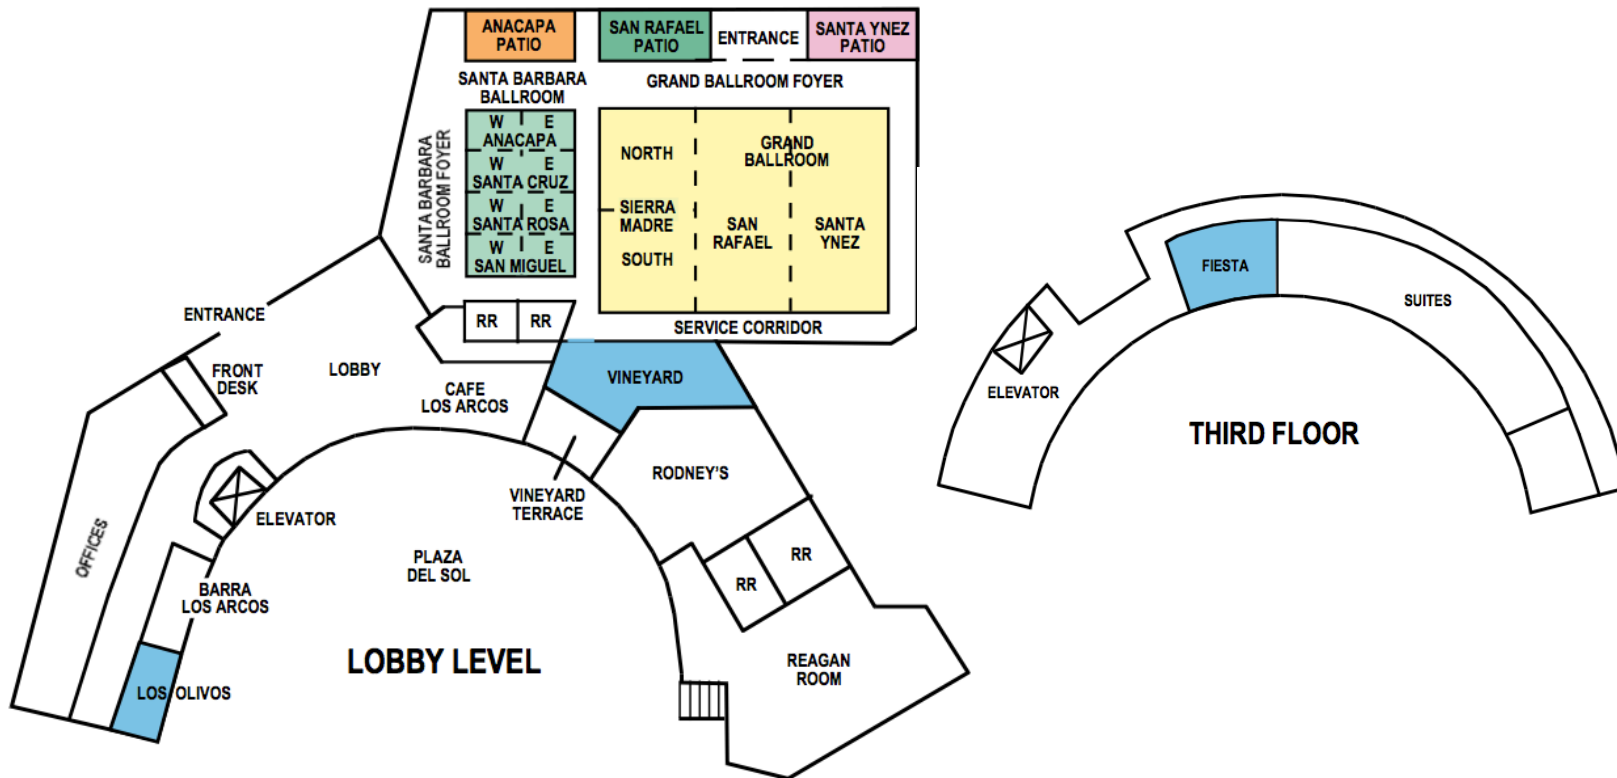 ANACAPA
PATIO
SAN RAFAEL
PATIO
ENTRANCE
SANTA YNEZ
PATIO
SANTA BARBARA
BALLROOM
GRAND BALLROOM FOYER
SANTA BARBARA
BALLROOM FOYER
W E
ANACAPA
W E
SANTA CRUZ
W E
SANTA ROSA
W E
SAN MIGUEL
NORTH
SIERRA
MADRE
SOUTH
GRAND
BALLROOM
SAN
RAFAEL
SANTA
YNEZ
RR
RR
SERVICE CORRIDOR
ENTRANCE
FRONT
DESK
LOBBY
CAFE
LOS ARCOS
VINEYARD
RODNEY'S
VINEYARD
TERRACE
ELEVATOR
OFFICES
BARRA
LOS ARCOS
PLAZA
DEL SOL
RR
RR
LOBBY LEVEL
REAGAN
ROOM
LOS OLIVOS
FIESTA
SUITES
ELEVATOR
THIRD FLOOR